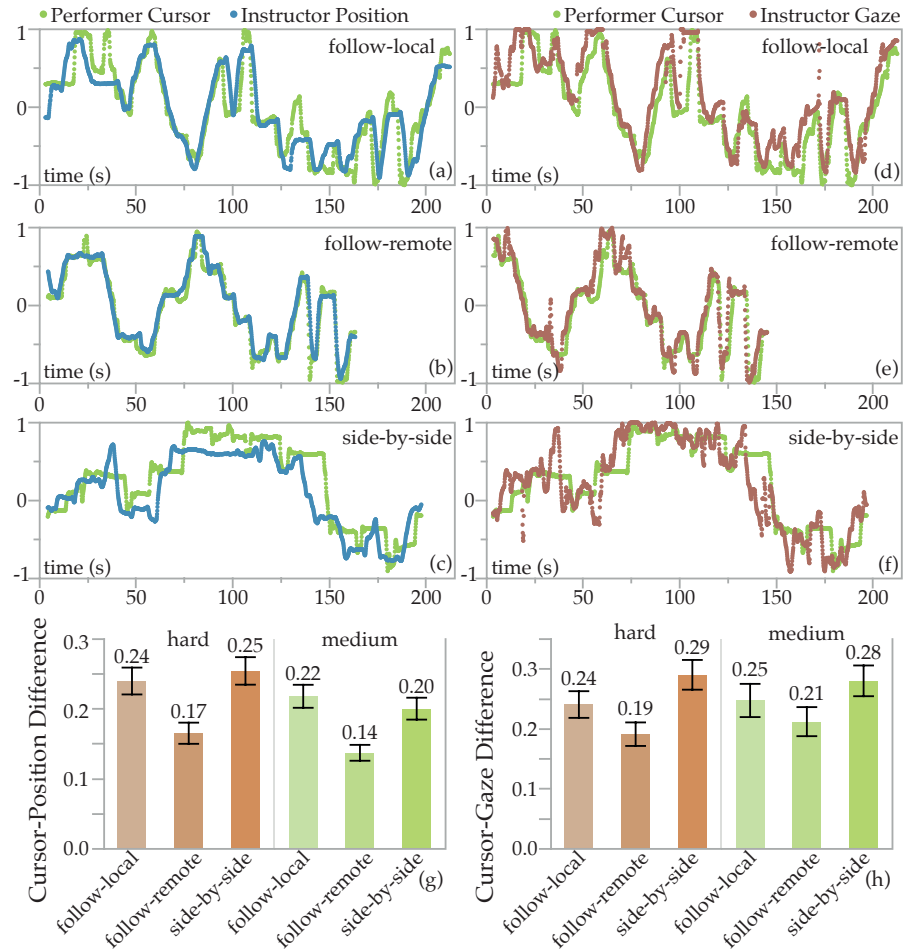 Performer Cursor Instructor Position
1
0
-1
follow-local
time (s)
(a)
0 50 100 150 200
1
0
-1
follow-remote
time (s)
(b)
0 50 100 150 200
1
0
-1
side-by-side
time (s)
(c)
0 50 100 150 200
Performer Cursor Instructor Gaze
1
0
-1
follow-local
time (s)
(d)
0 50 100 150 200
1
0
-1
follow-remote
time (s)
(e)
0 50 100 150 200
1
0
-1
side-by-side
time (s)
(f)
0 50 100 150 200
Cursor-Position Difference
0.3
0.2
0.1
0.0
hard medium
0.24 0.17 0.25 0.22 0.14 0.20
follow-local follow-remote side-by-side follow-local follow-remote side-by-side
(g)
Cursor-Gaze Difference
0.3
0.2
0.1
0.0
hard medium
0.24 0.19 0.29 0.25 0.21 0.28
follow-local follow-remote side-by-side follow-local follow-remote side-by-side
(h)